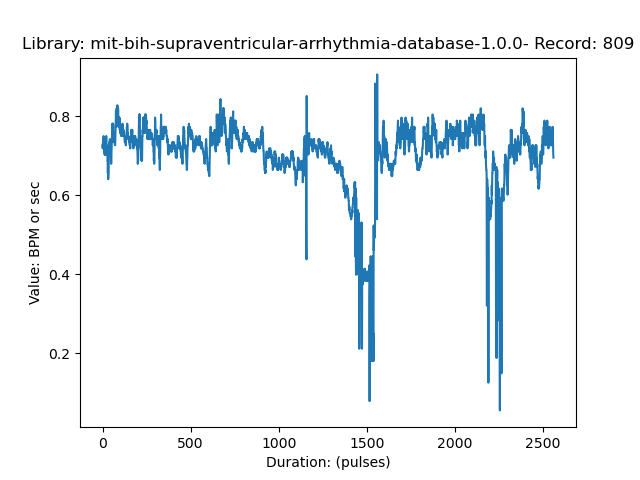 Library: mit-bih-supraventricular-arrhythmia-database-1.0.0- Record: 809
0.8
0.6
0.4
0.2
Value: BPM or sec
0 500 1000 1500 2000 2500
Duration: (pulses)